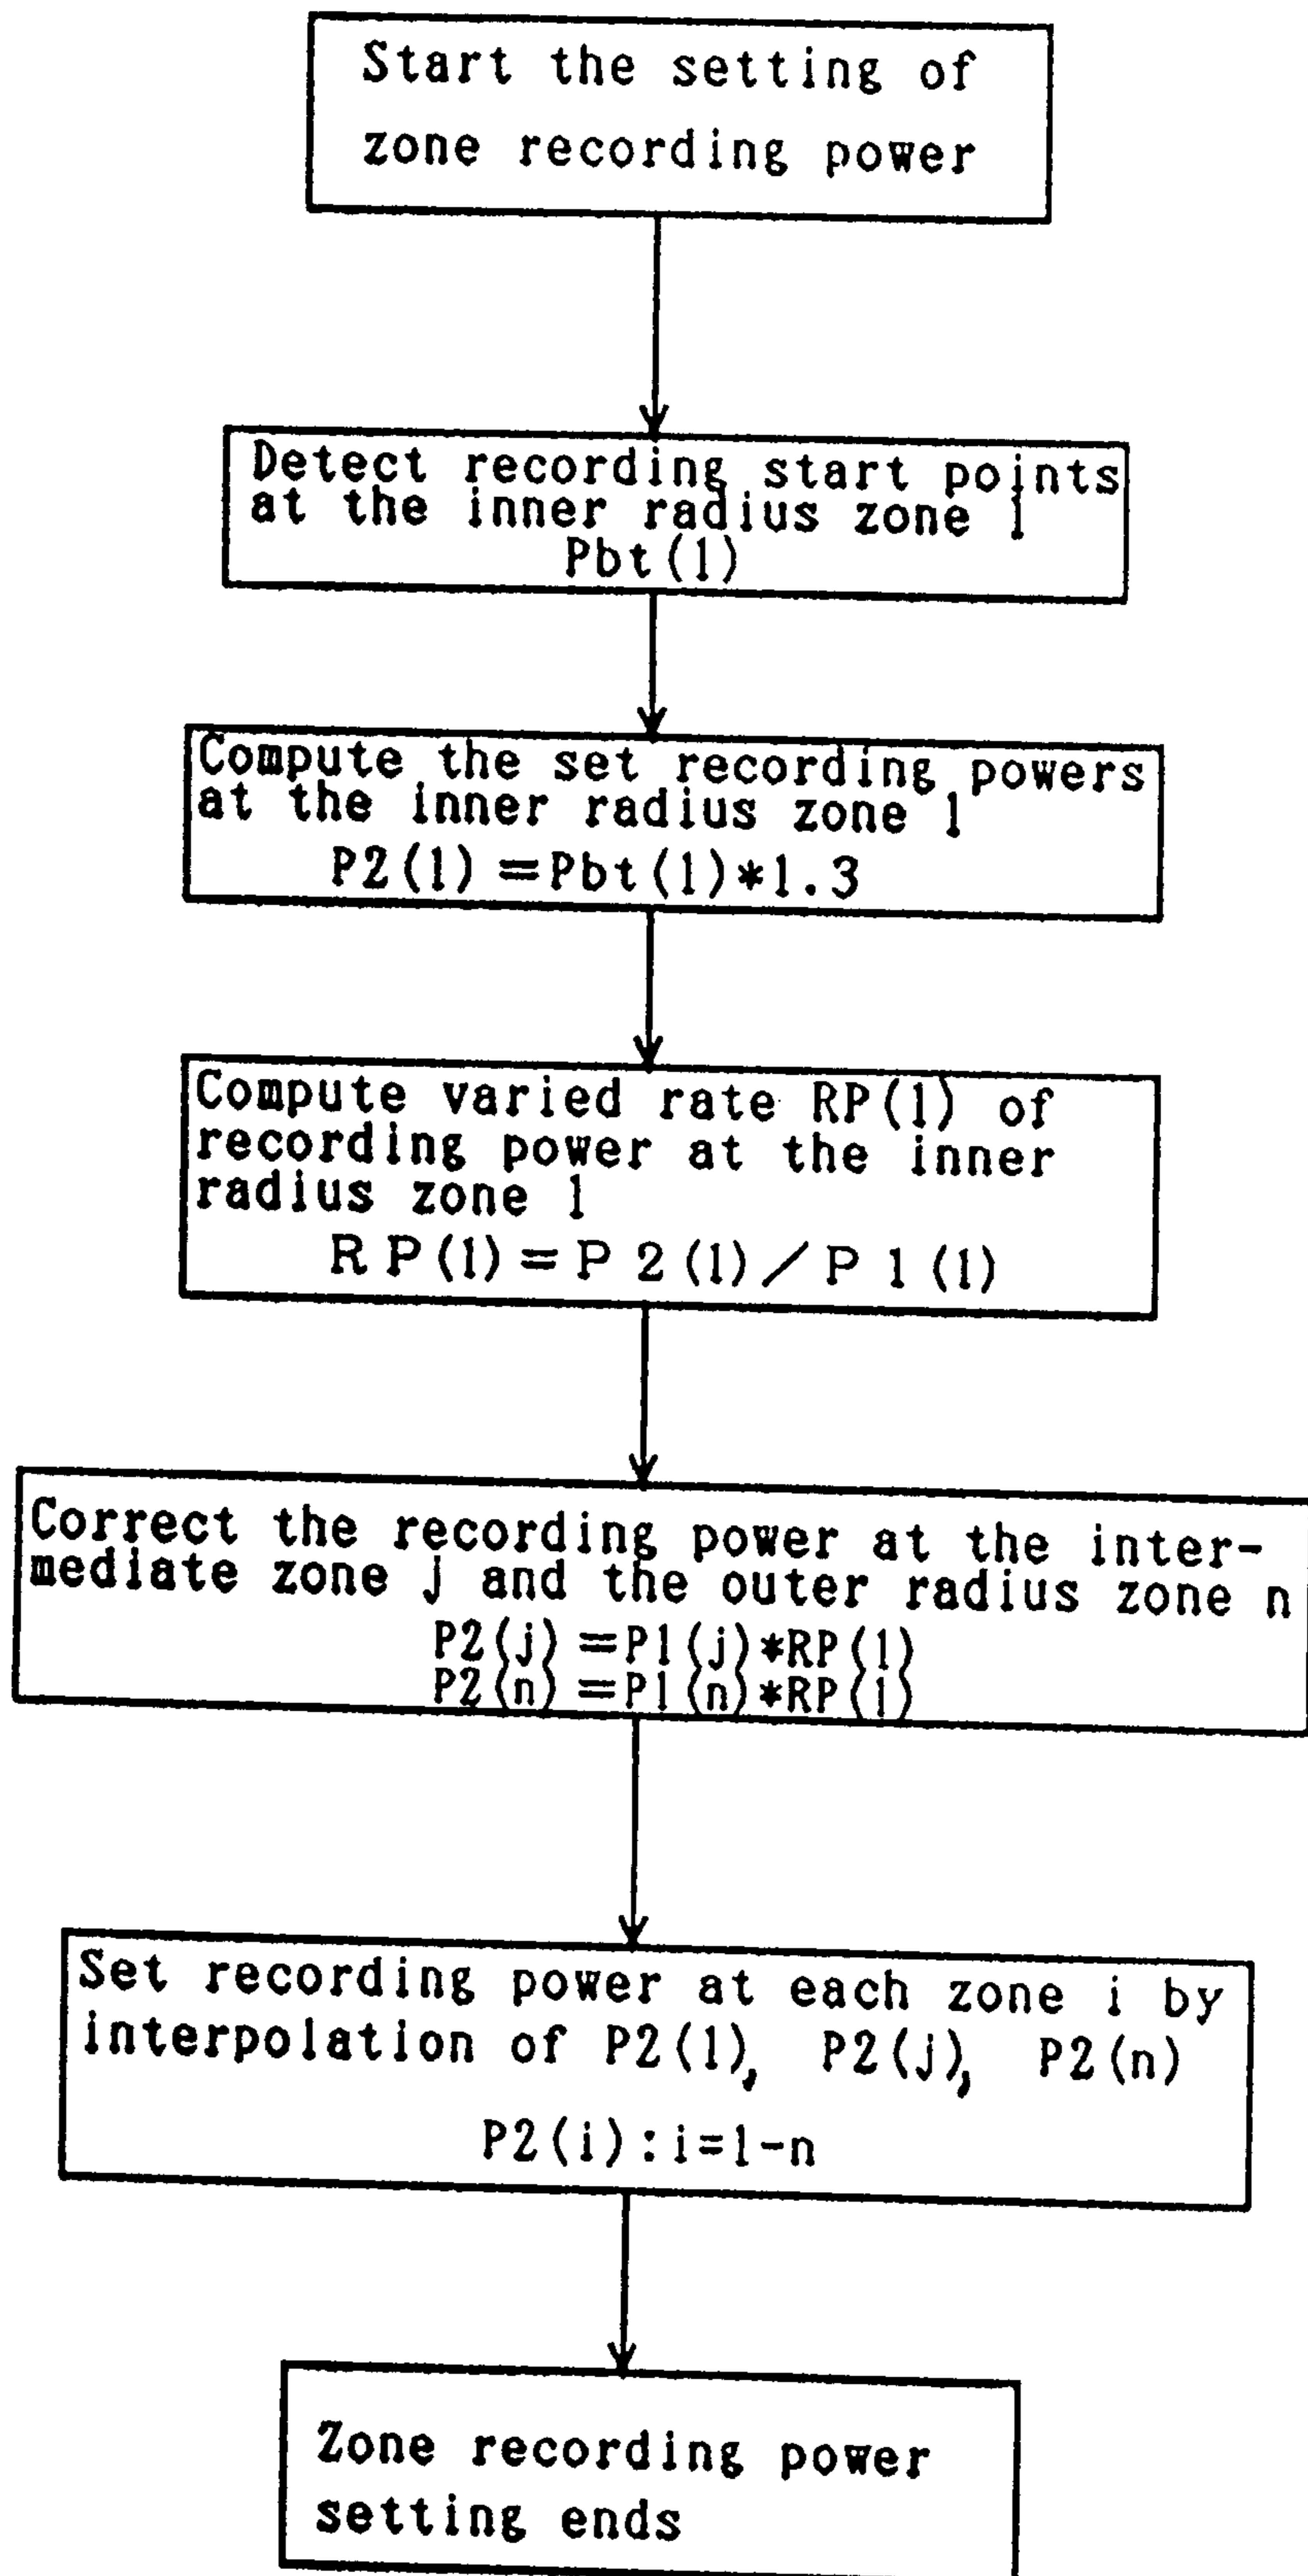 Start the setting of
zone recording power
Detect recording start points
at the inner radius zone 1
Pbt(1)
Compute the set recording powers
at the inner radius zone 1
P2(1)=Pbt(1)*1.3
Compute varied rate RP(1) of
recording power at the inner
radius zone 1
RP(1)=P2(1)/P1(1)
Correct the recording power at the inter-
mediate zone j and the outer radius zone n
P2(j)=P1(j)*RP(1)
P2(n)=P1(n)*RP(1)
Set recording power at each zone i by
interpolation of P2(1), P2(j), P2(n)
P2(i):i=1-n
Zone recording power
setting ends